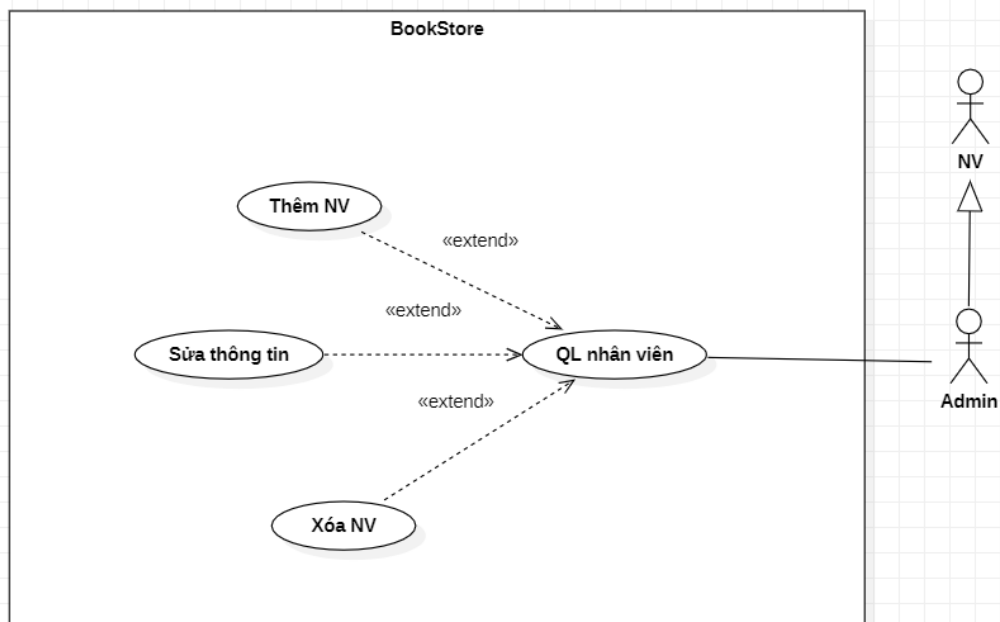 BookStore
NV
Thêm NV
«extend»
«extend»
Sửa thông tin
QL nhân viên
«extend»
Admin
Xóa NV